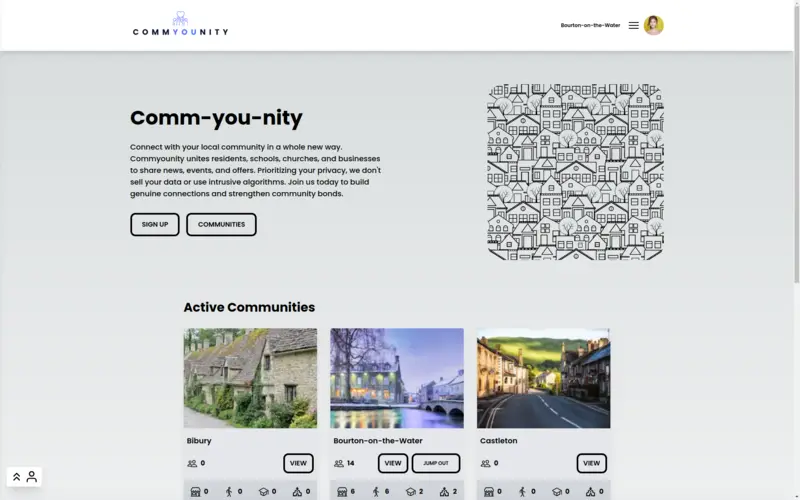 COMMYOUNITY
Bourton-on-the-Water
Comm-you-nity
Connect with your local community in a whole new way.
Commyounity unites residents, schools, churches, and businesses
to share news, events, and offers. Prioritizing your privacy, we don't
sell your data or use intrusive algorithms. Join us today to build
genuine connections and strengthen community bonds.
SIGN UP
COMMUNITIES
Active Communities
Bibury
0
VIEW
0 0 0 0
Bourton-on-the-Water
14
VIEW
JUMP OUT
6 6 2 2
Castleton
0
VIEW
0 0 0 0